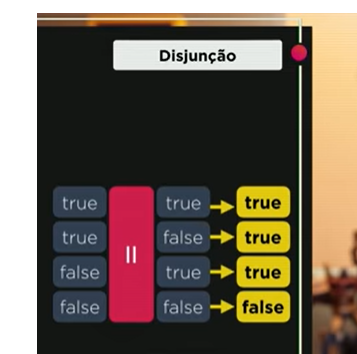 Disjunção
true || true true
true false true
false true true
false false false